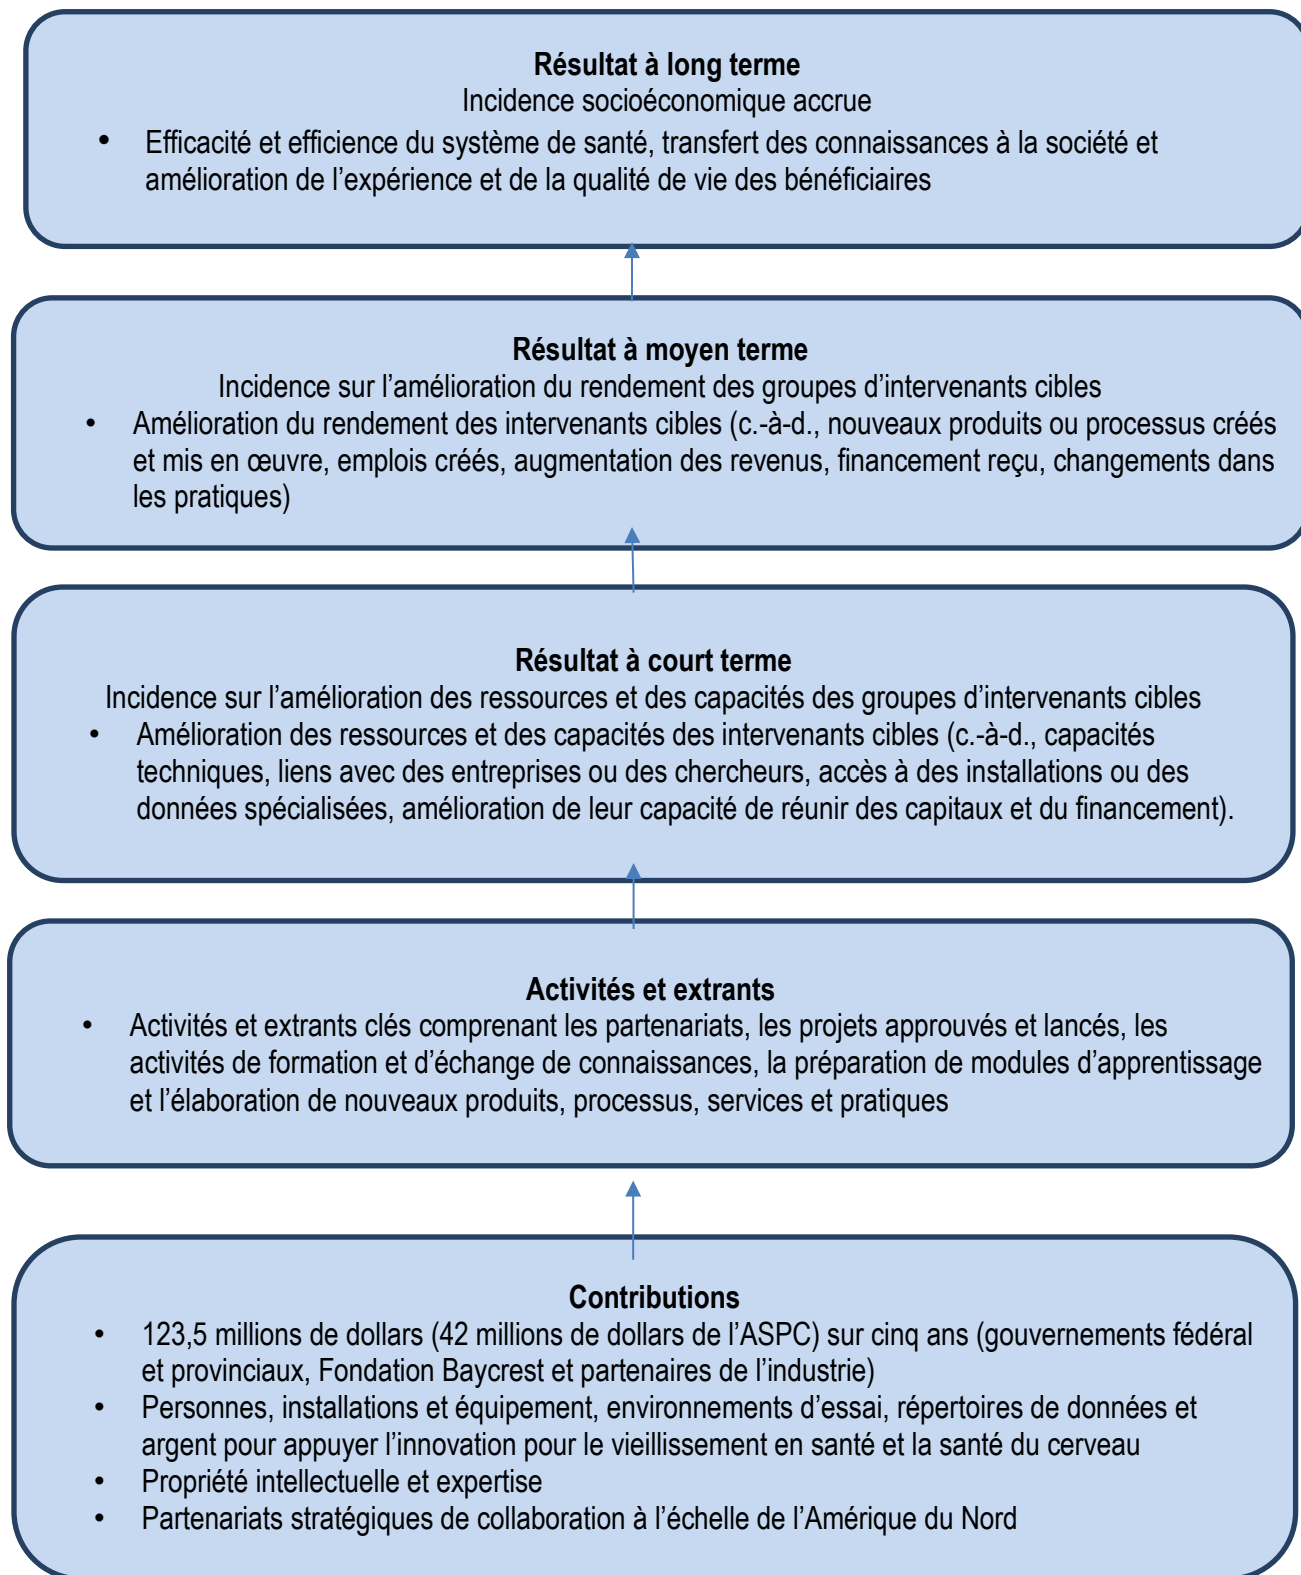 Résultat à long terme
Incidence socioéconomique accrue
• Efficacité et efficience du système de santé, transfert des connaissances à la société et
amélioration de l’expérience et de la qualité de vie des bénéficiaires
Résultat à moyen terme
Incidence sur l’amélioration du rendement des groupes d’intervenants cibles
• Amélioration du rendement des intervenants cibles (c.-à-d., nouveaux produits ou processus créés
et mis en œuvre, emplois créés, augmentation des revenus, financement reçu, changements dans
les pratiques)
Résultat à court terme
Incidence sur l’amélioration des ressources et des capacités des groupes d’intervenants cibles
• Amélioration des ressources et des capacités des intervenants cibles (c.-à-d., capacités
techniques, liens avec des entreprises ou des chercheurs, accès à des installations ou des
données spécialisées, amélioration de leur capacité de réunir des capitaux et du financement).
Activités et extrants
• Activités et extrants clés comprenant les partenariats, les projets approuvés et lancés, les
activités de formation et d’échange de connaissances, la préparation de modules d’apprentissage
et l’élaboration de nouveaux produits, processus, services et pratiques
Contributions
• 123,5 millions de dollars (42 millions de dollars de l’ASPC) sur cinq ans (gouvernements fédéral
et provinciaux, Fondation Baycrest et partenaires de l’industrie)
• Personnes, installations et équipement, environnements d’essai, répertoires de données et
argent pour appuyer l’innovation pour le vieillissement en santé et la santé du cerveau
• Propriété intellectuelle et expertise
• Partenariats stratégiques de collaboration à l’échelle de l’Amérique du Nord